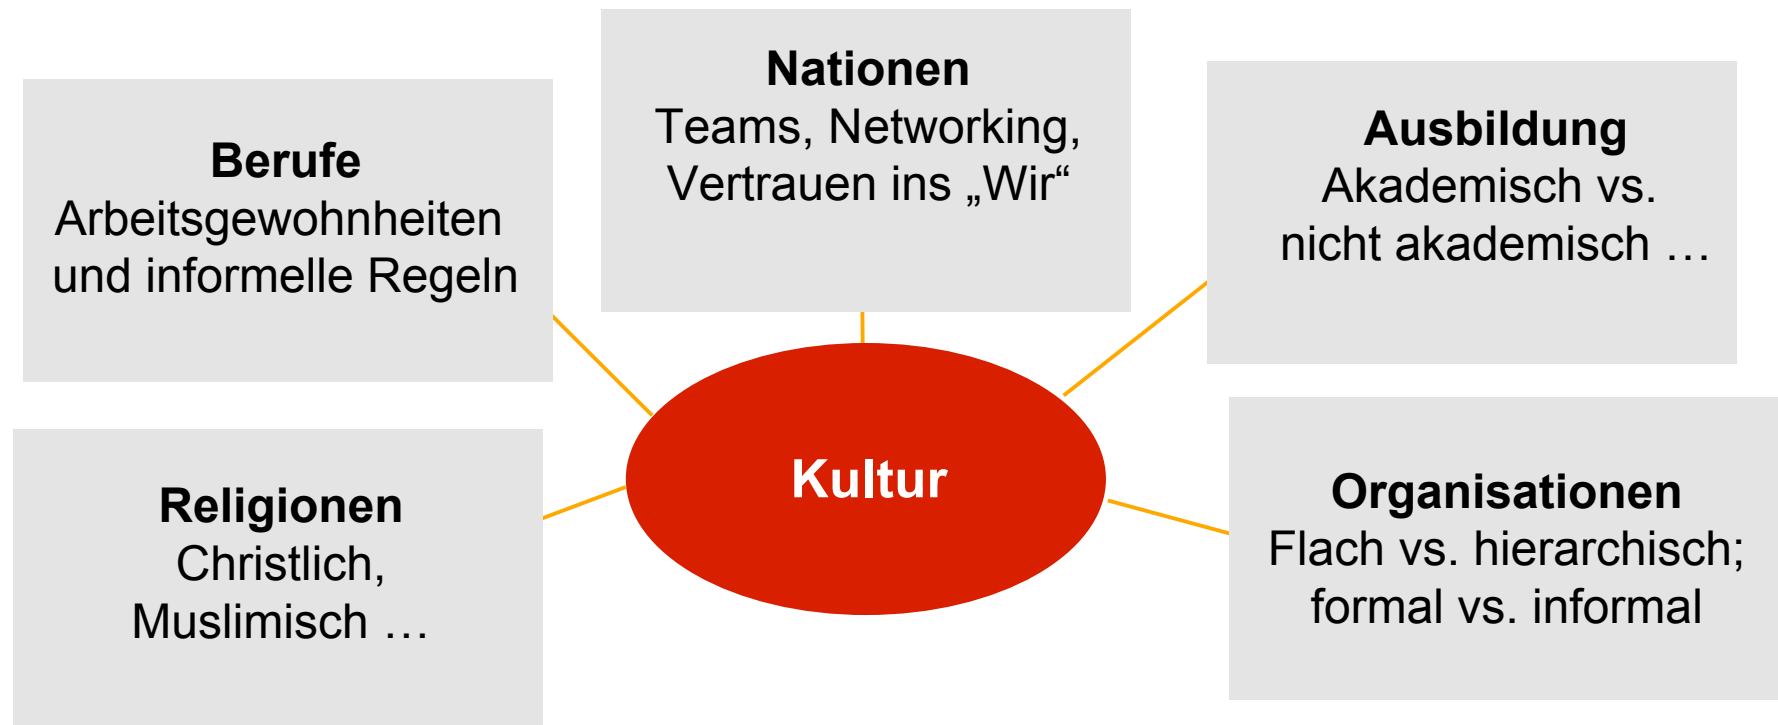 Nationen
Teams, Networking,
Vertrauen ins „Wir“
Berufe
Arbeitsgewohnheiten
und informelle Regeln
Ausbildung
Akademisch vs.
nicht akademisch …
Kultur
Religionen
Christlich,
Muslimisch …
Organisationen
Flach vs. hierarchisch;
formal vs. informal